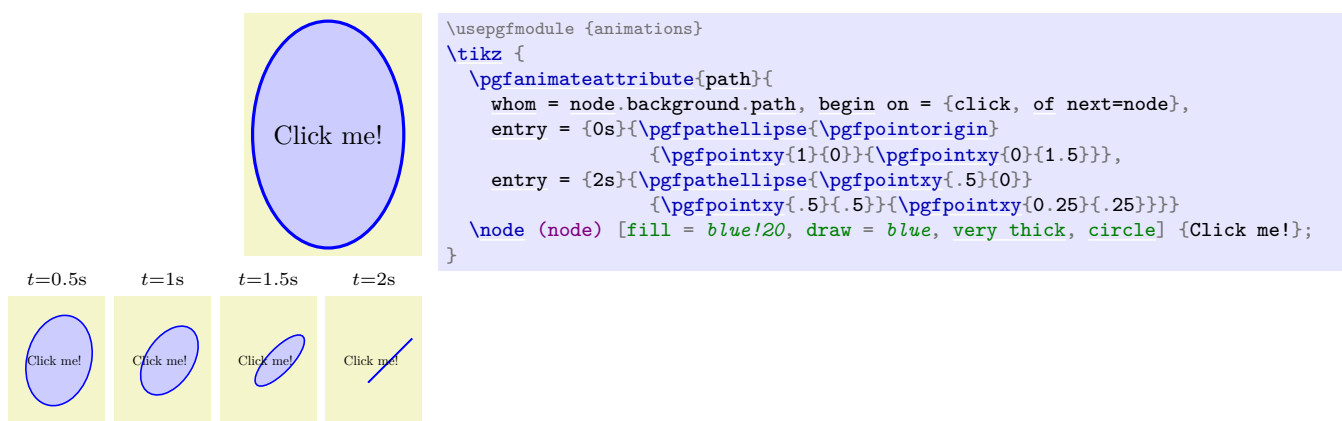 Click me!
\usepgfmodule {animations}
\tikz {
  \pgfanimateattribute{path}{
    whom = node.background.path, begin on = {click, of next=node},
    entry = {0s}{\pgfpathellipse{\pgfpointorigin}
                  {\pgfpointxy{1}{0}}{\pgfpointxy{0}{1.5}}},
    entry = {2s}{\pgfpathellipse{\pgfpointxy{.5}{0}}
                  {\pgfpointxy{.5}{.5}}{\pgfpointxy{0.25}{.25}}}}
  \node (node) [fill = blue!20, draw = blue, very thick, circle] {Click me!};
}
t=0.5s t=1s t=1.5s t=2s
Click me! Click me! Click me! Click me!